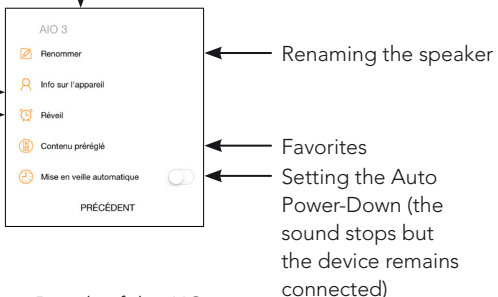 AIO 3
Renommer
Renaming the speaker
Info sur l'appareil
Réveil
Contenu préréglé
Favorites
Mise en veille automatique
Setting the Auto
Power-Down (the
sound stops but
the device remains
connected)
PRÉCÉDENT